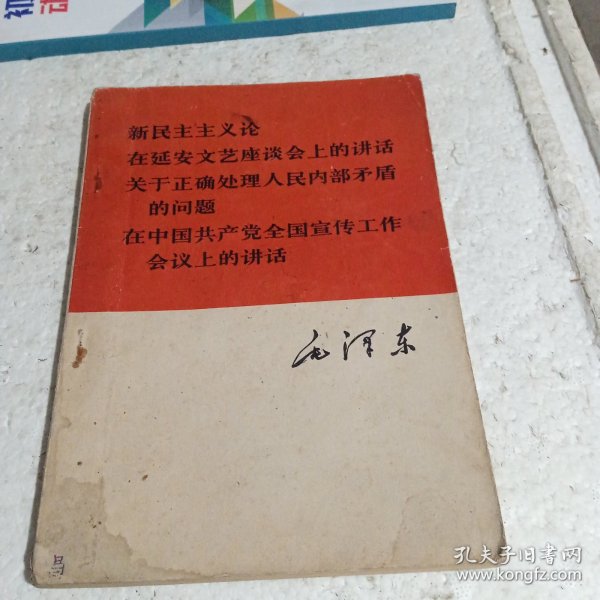 新民主主义论
在延安文艺座谈会上的讲话
关于正确处理人民内部矛盾
的问题
在中国共产党全国宣传工作
会议上的讲话
毛泽东
孔夫子旧书网
www.kongfz.com